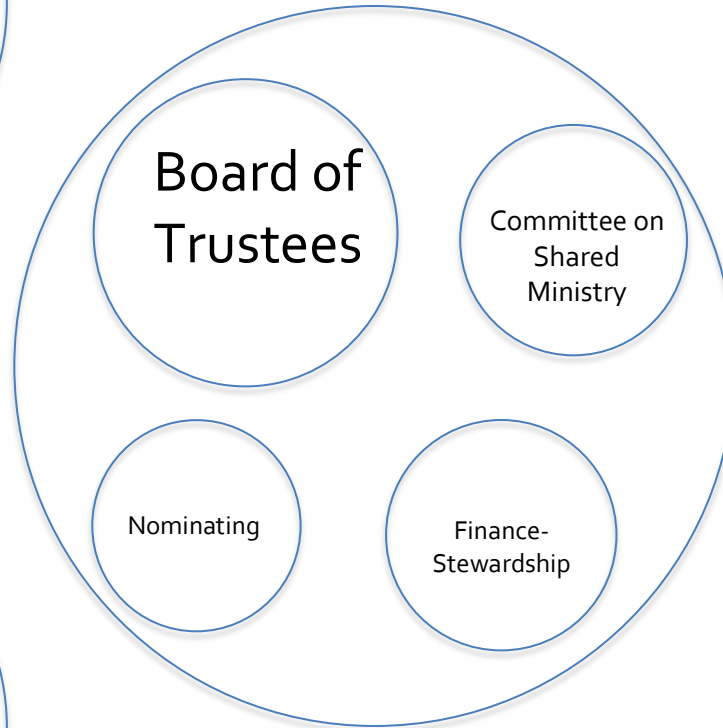 Board of
Trustees
Committee on
Shared
Ministry
Nominating
Finance-
Stewardship